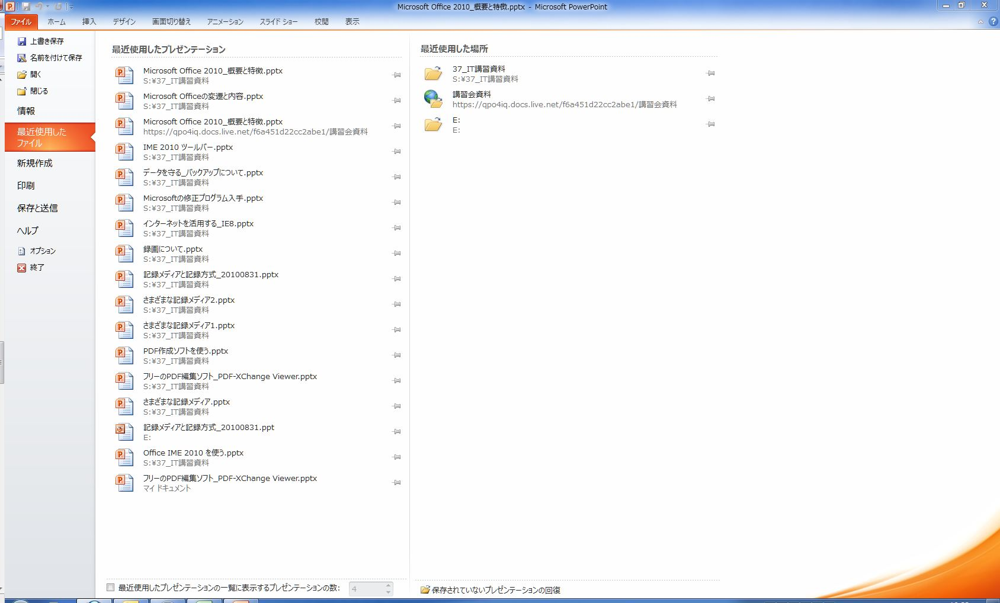 Microsoft Office 2010_概要と特徴.pptx - Microsoft PowerPoint
ファイル ホーム 挿入 デザイン 画面切り替え アニメーション スライド ショー 校閲 表示
上書き保存
名前を付けて保存
開く
閉じる
情報
最近使用した
ファイル
新規作成
印刷
保存と送信
ヘルプ
オプション
終了
最近使用したプレゼンテーション
Microsoft Office 2010_概要と特徴.pptx
S:¥37_IT講習資料
Microsoft Officeの変遷と内容.pptx
S:¥37_IT講習資料
Microsoft Office 2010_概要と特徴.pptx
https://qpo4iq.docs.live.net/f6a451d22cc2abe1/講習会資料
IME 2010 ツールバー.pptx
S:¥37_IT講習資料
データを守る_バックアップについて.pptx
S:¥37_IT講習資料
Microsoftの修正プログラム入手.pptx
S:¥37_IT講習資料
インターネットを活用する_IE8.pptx
S:¥37_IT講習資料
録画について.pptx
S:¥37_IT講習資料
記録メディアと記録方式_20100831.pptx
S:¥37_IT講習資料
さまざまな記録メディア2.pptx
S:¥37_IT講習資料
さまざまな記録メディア1.pptx
S:¥37_IT講習資料
PDF作成ソフトを使う.pptx
S:¥37_IT講習資料
フリーのPDF編集ソフト_PDF-XChange Viewer.pptx
S:¥37_IT講習資料
さまざまな記録メディア.pptx
S:¥37_IT講習資料
記録メディアと記録方式_20100831.ppt
E:
Office IME 2010 を使う.pptx
S:¥37_IT講習資料
フリーのPDF編集ソフト_PDF-XChange Viewer.pptx
マイ ドキュメント
最近使用したプレゼンテーションの一覧に表示するプレゼンテーションの数: 4
最近使用した場所
37_IT講習資料
S:¥37_IT講習資料
講習会資料
https://qpo4iq.docs.live.net/f6a451d22cc2abe1/講習会資料
E:
E:
保存されていないプレゼンテーションの回復